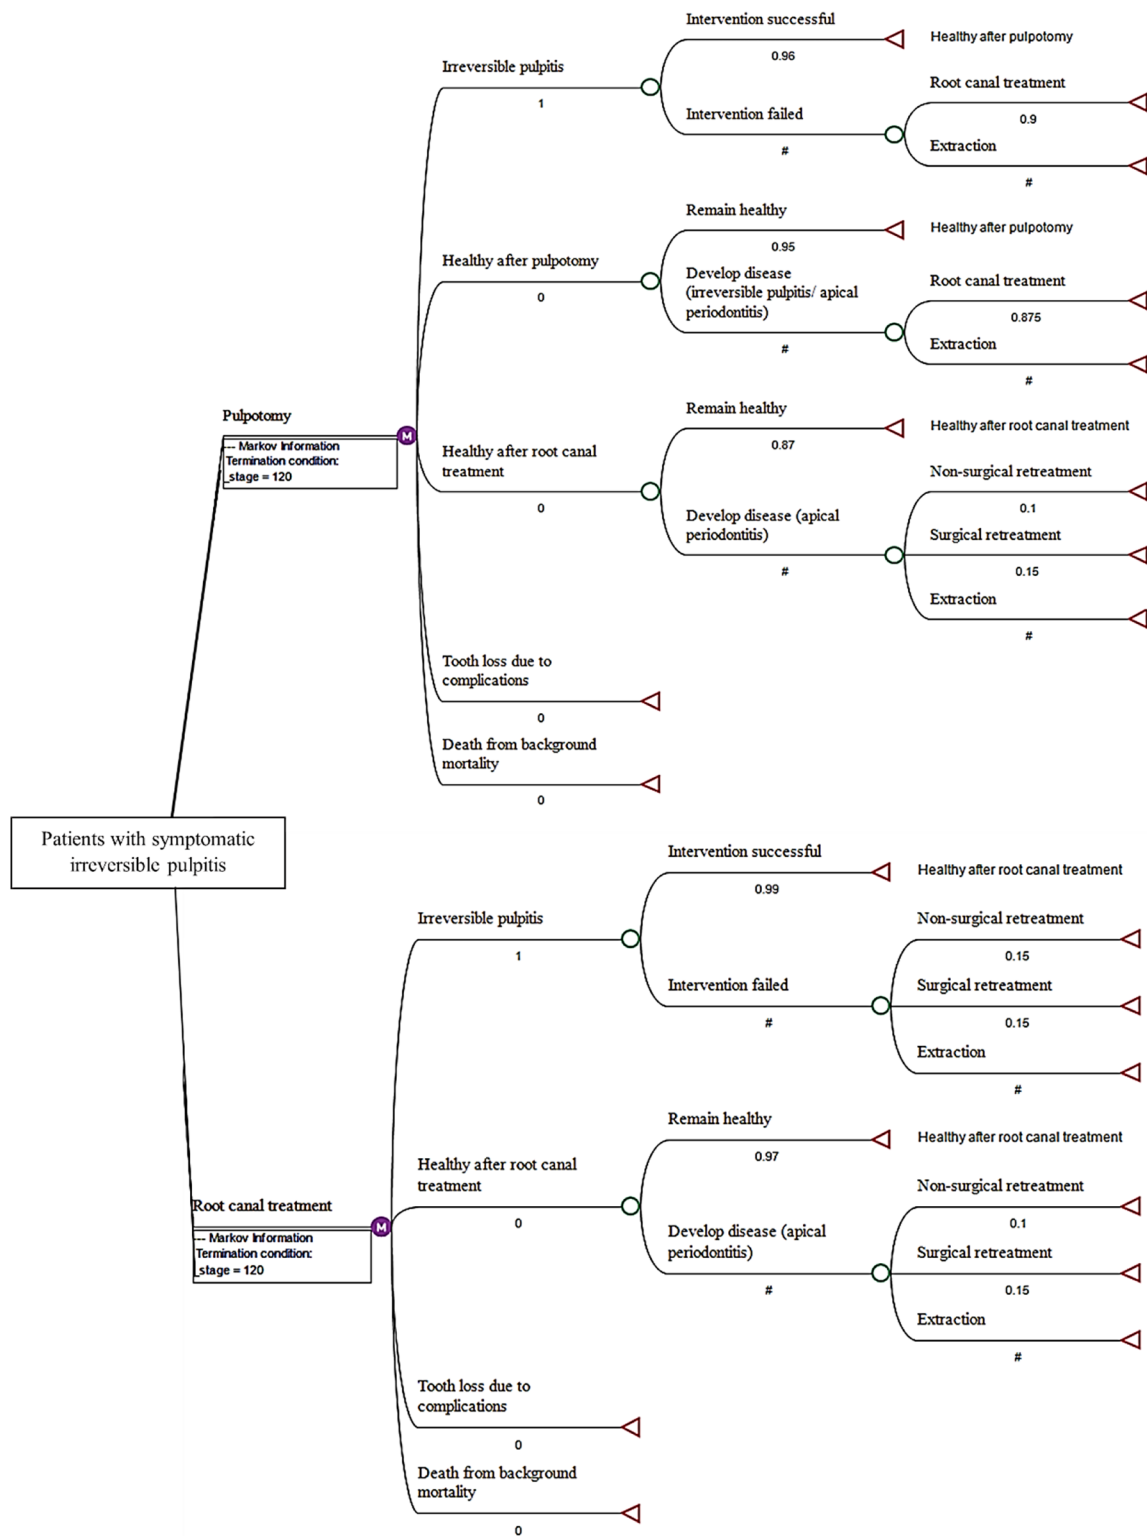 Intervention successful
0.96
Healthy after pulpotomy
Irreversible pulpitis
1
Root canal treatment
0.9
Intervention failed
#
Extraction
#
Remain healthy
0.95
Healthy after pulpotomy
Healthy after pulpotomy
0
Develop disease
(irreversible pulpitis/ apical
periodontitis)
#
Root canal treatment
0.875
Extraction
#
Pulpotomy
M
--- Markov Information
Termination condition:
_stage = 120
Remain healthy
0.87
Healthy after root canal treatment
Healthy after root canal
treatment
0
Non-surgical retreatment
0.1
Develop disease (apical
periodontitis)
#
Surgical retreatment
0.15
Extraction
#
Tooth loss due to
complications
0
Death from background
mortality
0
Patients with symptomatic
irreversible pulpitis
Intervention successful
0.99
Healthy after root canal treatment
Irreversible pulpitis
1
Non-surgical retreatment
0.15
Intervention failed
#
Surgical retreatment
0.15
Extraction
#
Remain healthy
0.97
Healthy after root canal treatment
Healthy after root canal
treatment
0
Non-surgical retreatment
0.1
Root canal treatment
M
--- Markov Information
Termination condition:
_stage = 120
Develop disease (apical
periodontitis)
#
Surgical retreatment
0.15
Extraction
#
Tooth loss due to
complications
0
Death from background
mortality
0